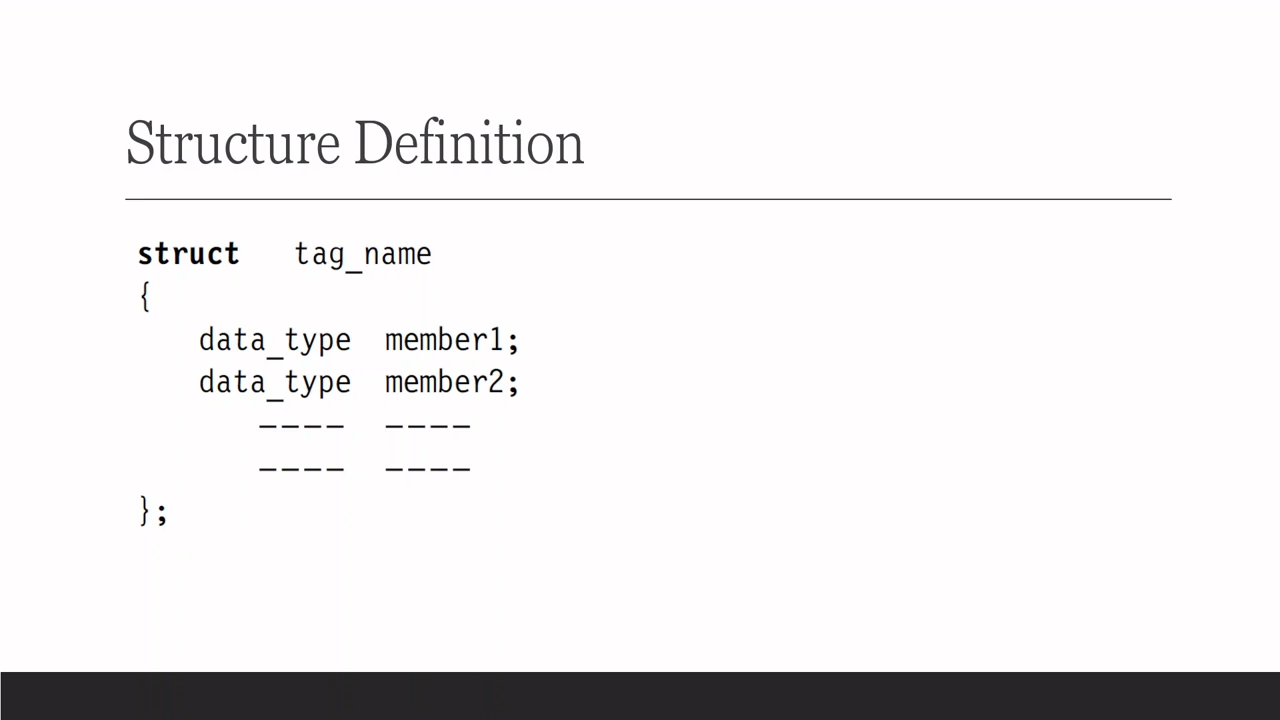 Structure Definition
struct tag_name
{
data_type member1;
data_type member2;
---- ----
---- ----
};